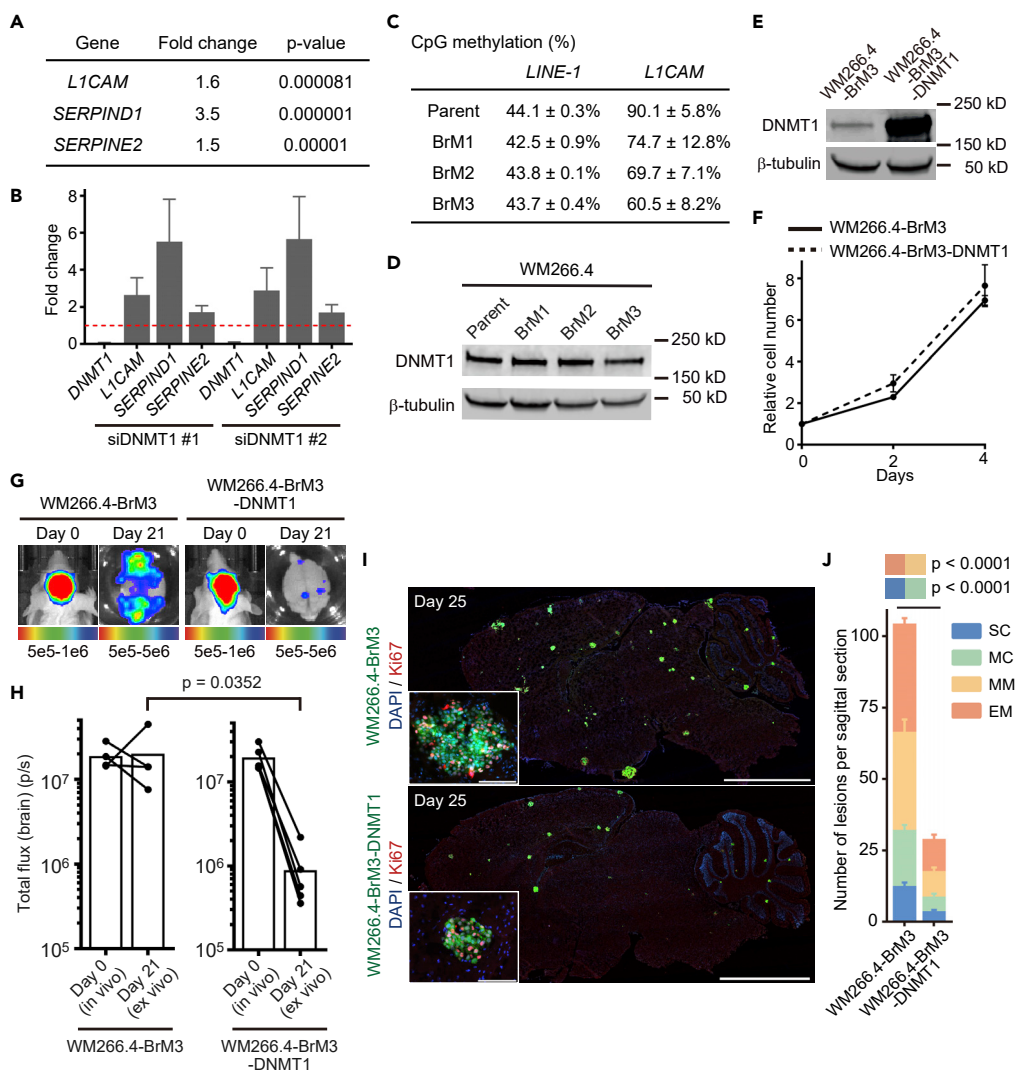 A
Gene Fold change p-value
L1CAM 1.6 0.000081
SERPIND1 3.5 0.000001
SERPINE2 1.5 0.00001
B
Fold change
8
6
4
2
0
DNMT1 L1CAM SERPIND1 SERPINE2 DNMT1 L1CAM SERPIND1 SERPINE2
siDNMT1 #1 siDNMT1 #2
C
CpG methylation (%)
LINE-1 L1CAM
Parent 44.1 ± 0.3% 90.1 ± 5.8%
BrM1 42.5 ± 0.9% 74.7 ± 12.8%
BrM2 43.8 ± 0.1% 69.7 ± 7.1%
BrM3 43.7 ± 0.4% 60.5 ± 8.2%
D
WM266.4
Parent BrM1 BrM2 BrM3
250 kD
DNMT1
150 kD
β-tubulin
50 kD
E
WM266.4
-BrM3
WM266.4
-BrM3
-DNMT1
250 kD
DNMT1
150 kD
β-tubulin
50 kD
F
WM266.4-BrM3
WM266.4-BrM3-DNMT1
Relative cell number
8
6
4
2
0
0 2 4
Days
G
WM266.4-BrM3
WM266.4-BrM3
-DNMT1
Day 0 Day 21 Day 0 Day 21
5e5-1e6 5e5-5e6 5e5-1e6 5e5-5e6
H
p = 0.0352
Total flux (brain) (p/s)
10⁷
10⁶
10⁵
10⁷
10⁶
10⁵
Day 0
(in vivo)
Day 21
(ex vivo)
Day 0
(in vivo)
Day 21
(ex vivo)
WM266.4-BrM3
WM266.4-BrM3
-DNMT1
I
WM266.4-BrM3
DAPI / Ki67
Day 25
WM266.4-BrM3-DNMT1
DAPI / Ki67
Day 25
J
p < 0.0001
p < 0.0001
Number of lesions per sagittal section
100
75
50
25
0
SC
MC
MM
EM
WM266.4-BrM3
WM266.4-BrM3
-DNMT1